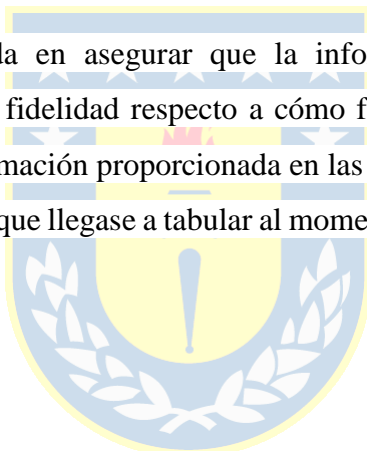 da en asegurar que la info
fidelidad respecto a cómo f
mación proporcionada en las
que llegase a tabular al mome